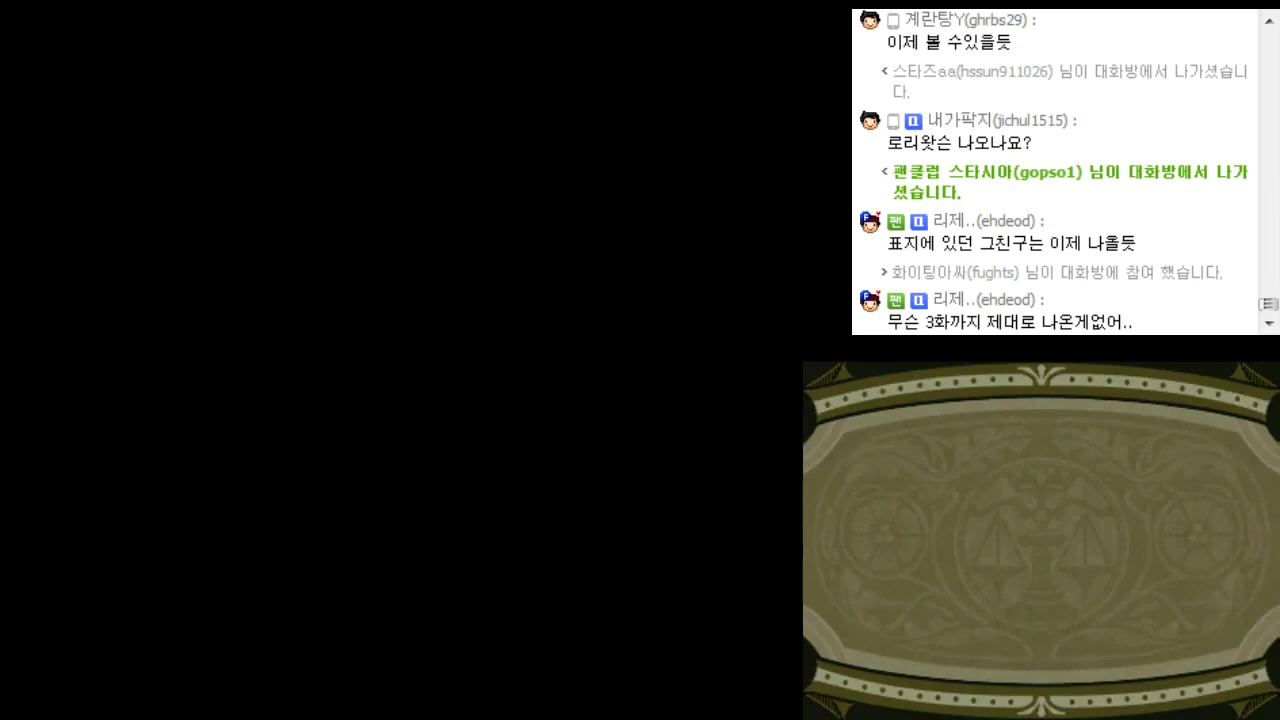 계란탕Y(ghrbs29) :
이제 볼 수있을듯
< 스타즈aa(hssun911026) 님이 대화방에서 나가셨습니
다.
내가팍지(jichul1515) :
로리왓슨 나오나요?
< 팬클럽 스타시아(gopso1) 님이 대화방에서 나가
셨습니다.
팬 리제..(ehdeod) :
표지에 있던 그친구는 이제 나올듯
> 화이팅아싸(fughts) 님이 대화방에 참여 했습니다.
팬 리제..(ehdeod) :
무슨 3화까지 제대로 나온게없어..